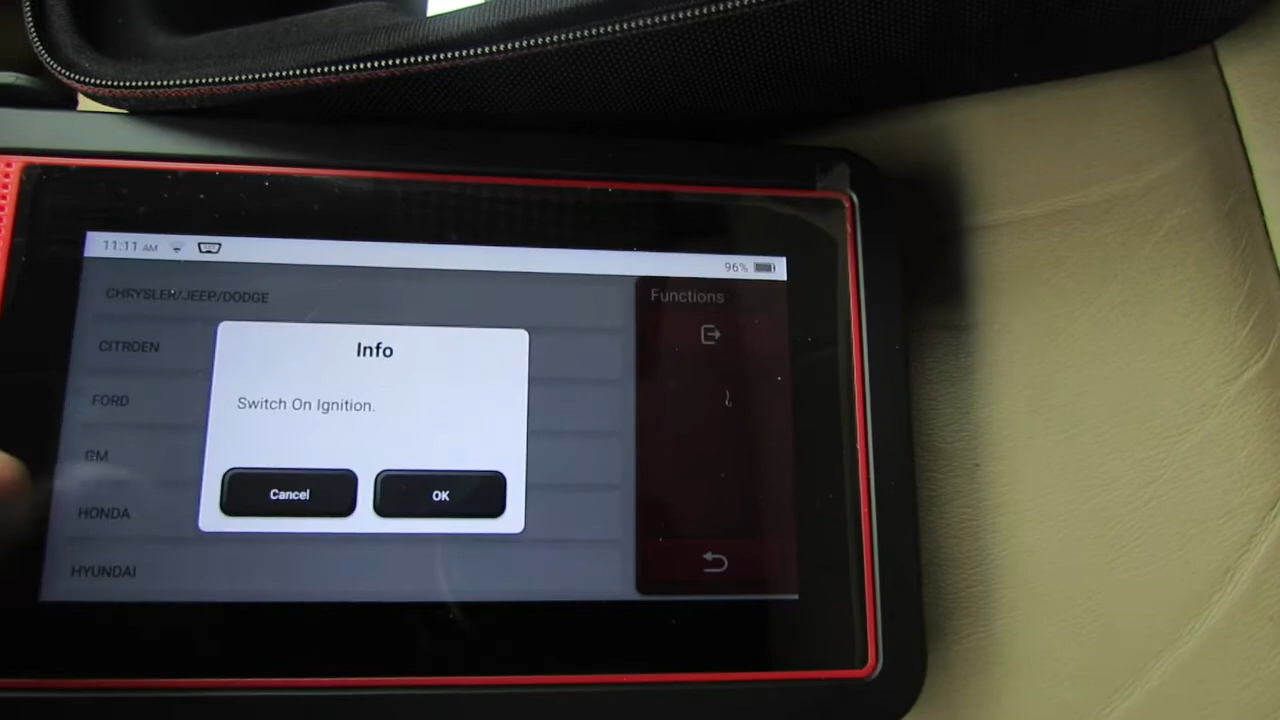 11:11 AM
96%
CHRYSLER/JEEP/DODGE
Functions
CITROEN
Info
FORD
Switch On Ignition.
GM
Cancel
OK
HONDA
HYUNDAI